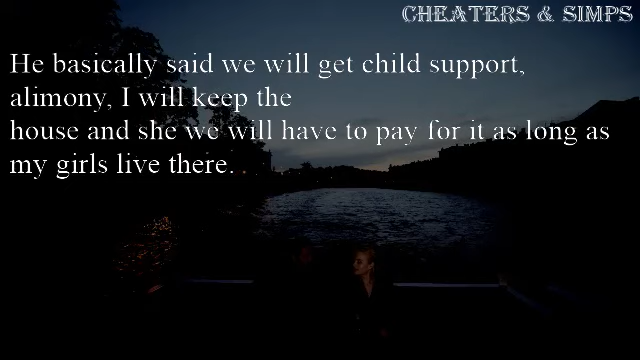 CHEATERS & SIMPS
He basically said we will get child support,
alimony, I will keep the
house and she we will have to pay for it as long as
my girls live there.